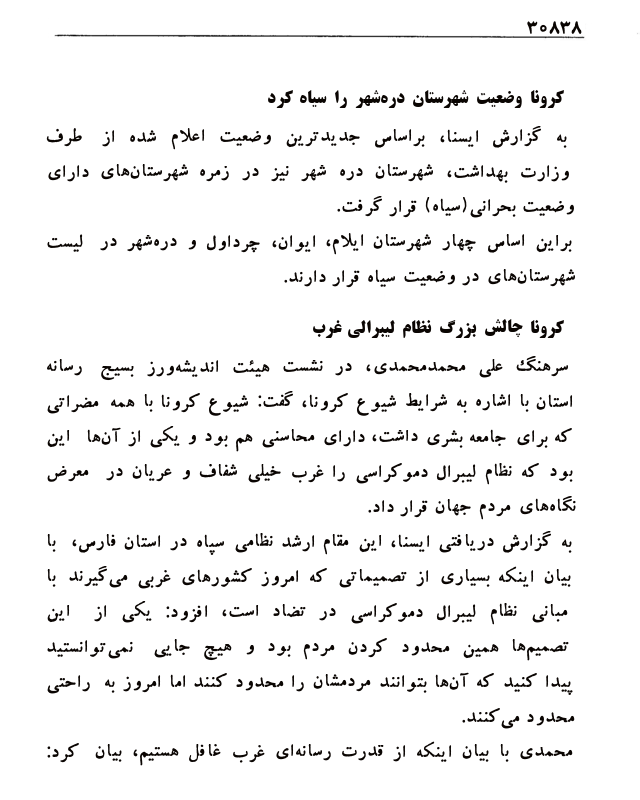 ۳۰۸۳۸
کرونا وضعیت شهرستان دره‌شهر را سیاه کرد
به گزارش ایسنا، براساس جدیدترین وضعیت اعلام شده از طرف
وزارت بهداشت، شهرستان دره شهر نیز در زمره شهرستان‌های دارای
وضعیت بحرانی(سیاه) قرار گرفت.
براین اساس چهار شهرستان ایلام، ایوان، چرداول و دره‌شهر در لیست
شهرستان‌های در وضعیت سیاه قرار دارند.
کرونا چالش بزرگ نظام لیبرالی غرب
سرهنگ علی محمدمحمدی، در نشست هیئت اندیشه‌ورز بسیج رسانه
استان با اشاره به شرایط شیوع کرونا، گفت: شیوع کرونا با همه مضراتی
که برای جامعه بشری داشت، دارای محاسنی هم بود و یکی از آن‌ها این
بود که نظام لیبرال دموکراسی را غرب خیلی شفاف و عریان در معرض
نگاه‌های مردم جهان قرار داد.
به گزارش دریافتی ایسنا، این مقام ارشد نظامی سپاه در استان فارس، با
بیان اینکه بسیاری از تصمیماتی که امروز کشورهای غربی می‌گیرند با
مبانی نظام لیبرال دموکراسی در تضاد است، افزود: یکی از این
تصمیم‌ها همین محدود کردن مردم بود و هیچ جایی نمی‌توانستید
پیدا کنید که آن‌ها بتوانند مردمشان را محدود کنند اما امروز به راحتی
محدود می‌کنند.
محمدی با بیان اینکه از قدرت رسانه‌ای غرب غافل هستیم، بیان کرد: